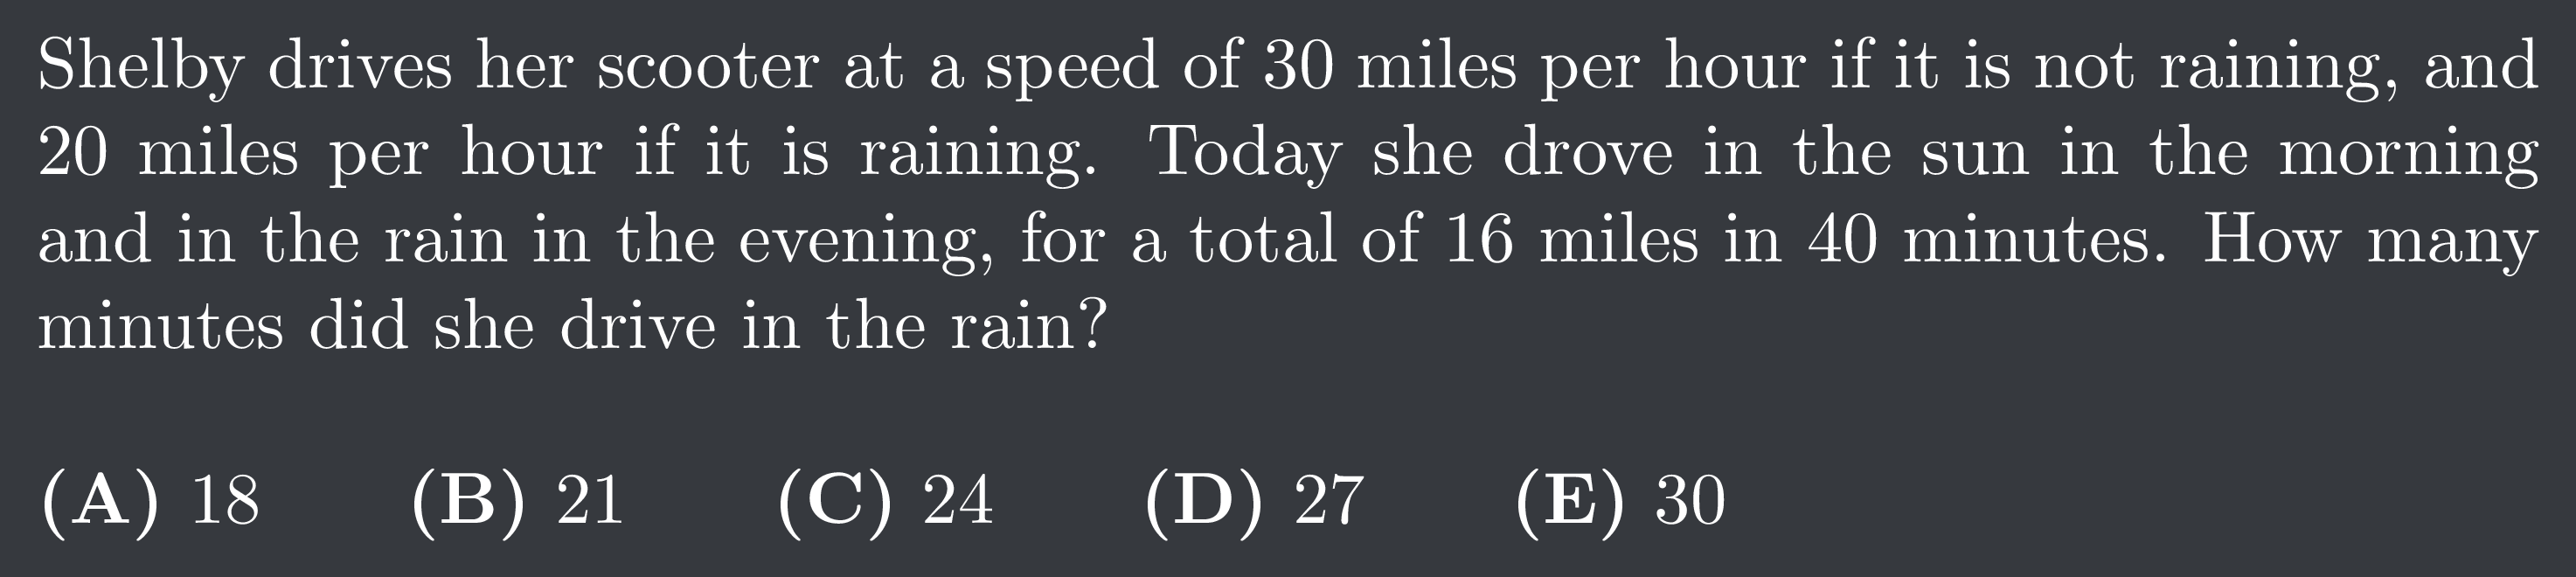 Shelby drives her scooter at a speed of 30 miles per hour if it is not raining, and
20 miles per hour if it is raining. Today she drove in the sun in the morning
and in the rain in the evening, for a total of 16 miles in 40 minutes. How many
minutes did she drive in the rain?
(A) 18 (B) 21 (C) 24 (D) 27 (E) 30